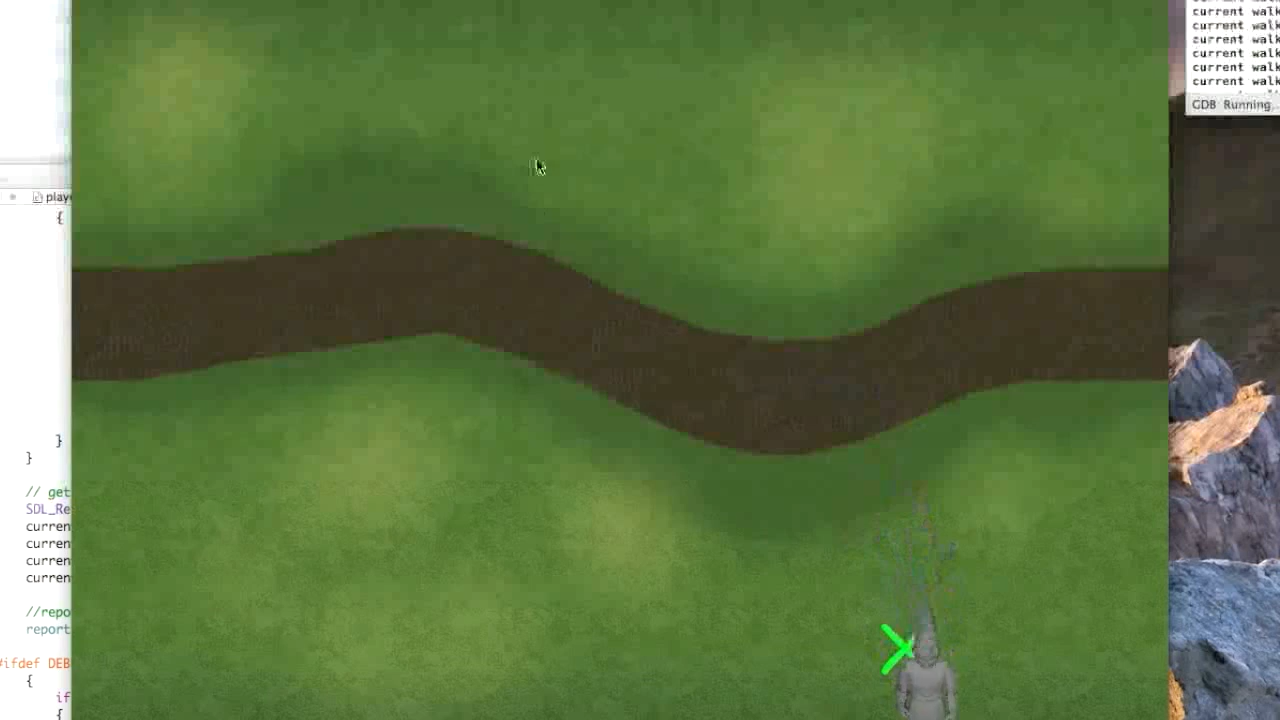 current walk
current walk
current walk
current walk
current walk
current walk
GDB Running...
playe
{
}
}
// get
SDL_Re
curren
curren
curren
curren
//repo
report
#ifdef DEB
{
if
{